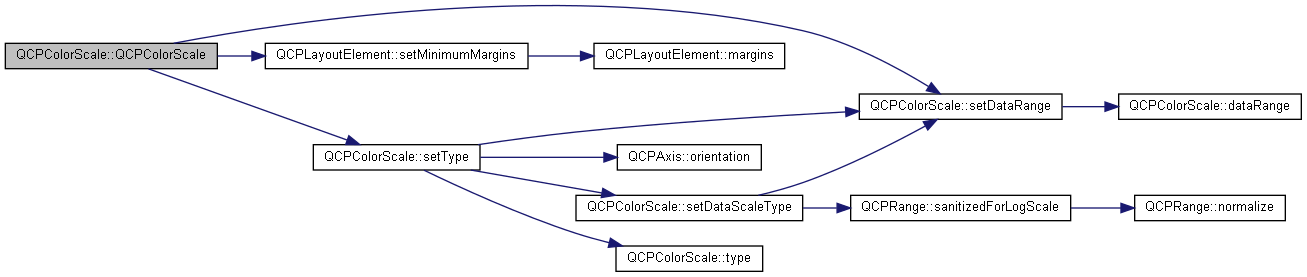 QCPColorScale::QCPColorScale
QCPLayoutElement::setMinimumMargins
QCPLayoutElement::margins
QCPColorScale::setDataRange
QCPColorScale::dataRange
QCPColorScale::setType
QCPAxis::orientation
QCPColorScale::setDataScaleType
QCPRange::sanitizedForLogScale
QCPRange::normalize
QCPColorScale::type